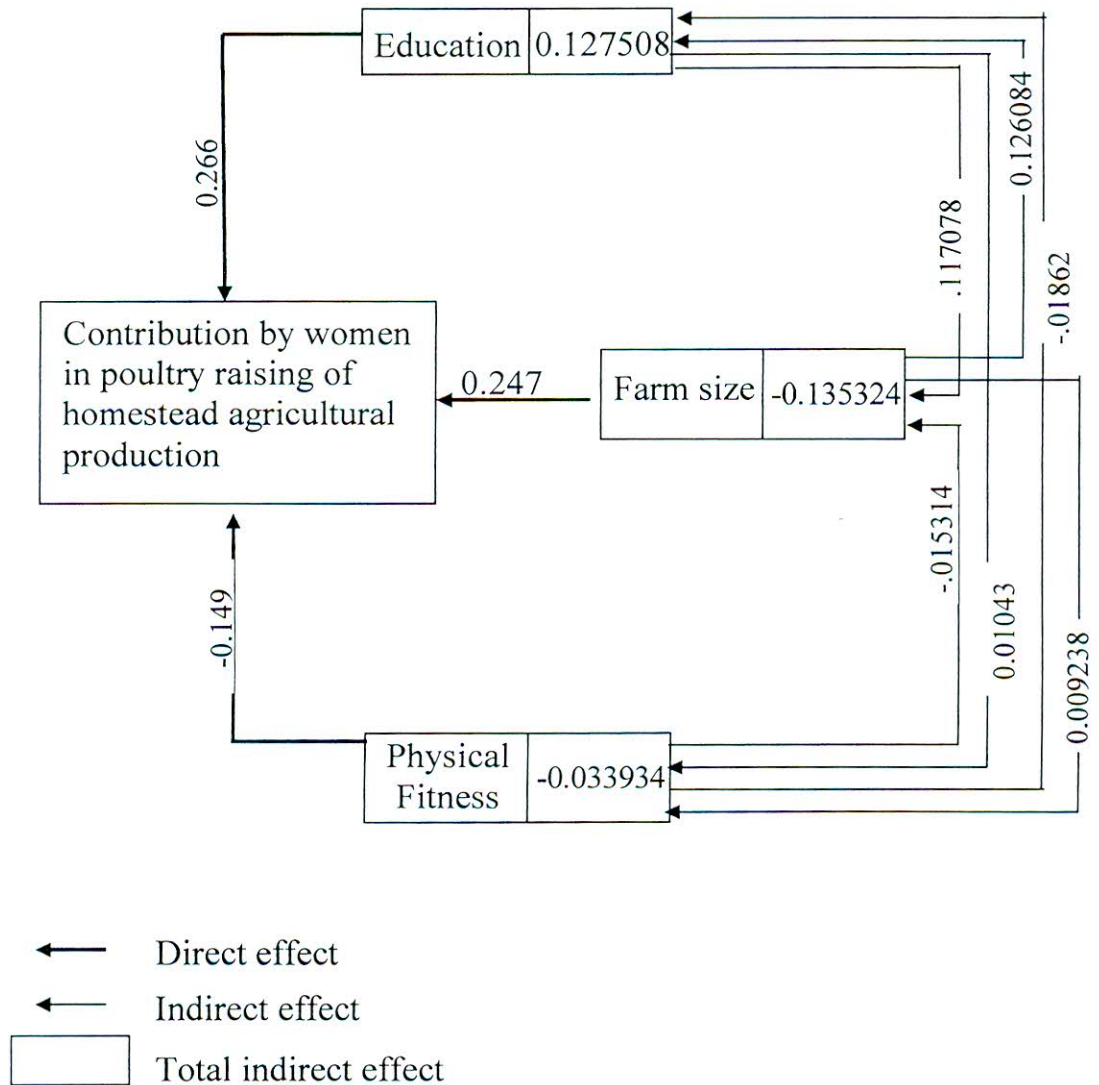 Education 0.127508
0.266
0.126084
.117078
-.01862
Contribution by women
in poultry raising of
homestead agricultural
production
0.247
Farm size -0.135324
-.015314
0.01043
0.009238
-0.149
Physical
Fitness
-0.033934
Direct effect
Indirect effect
Total indirect effect